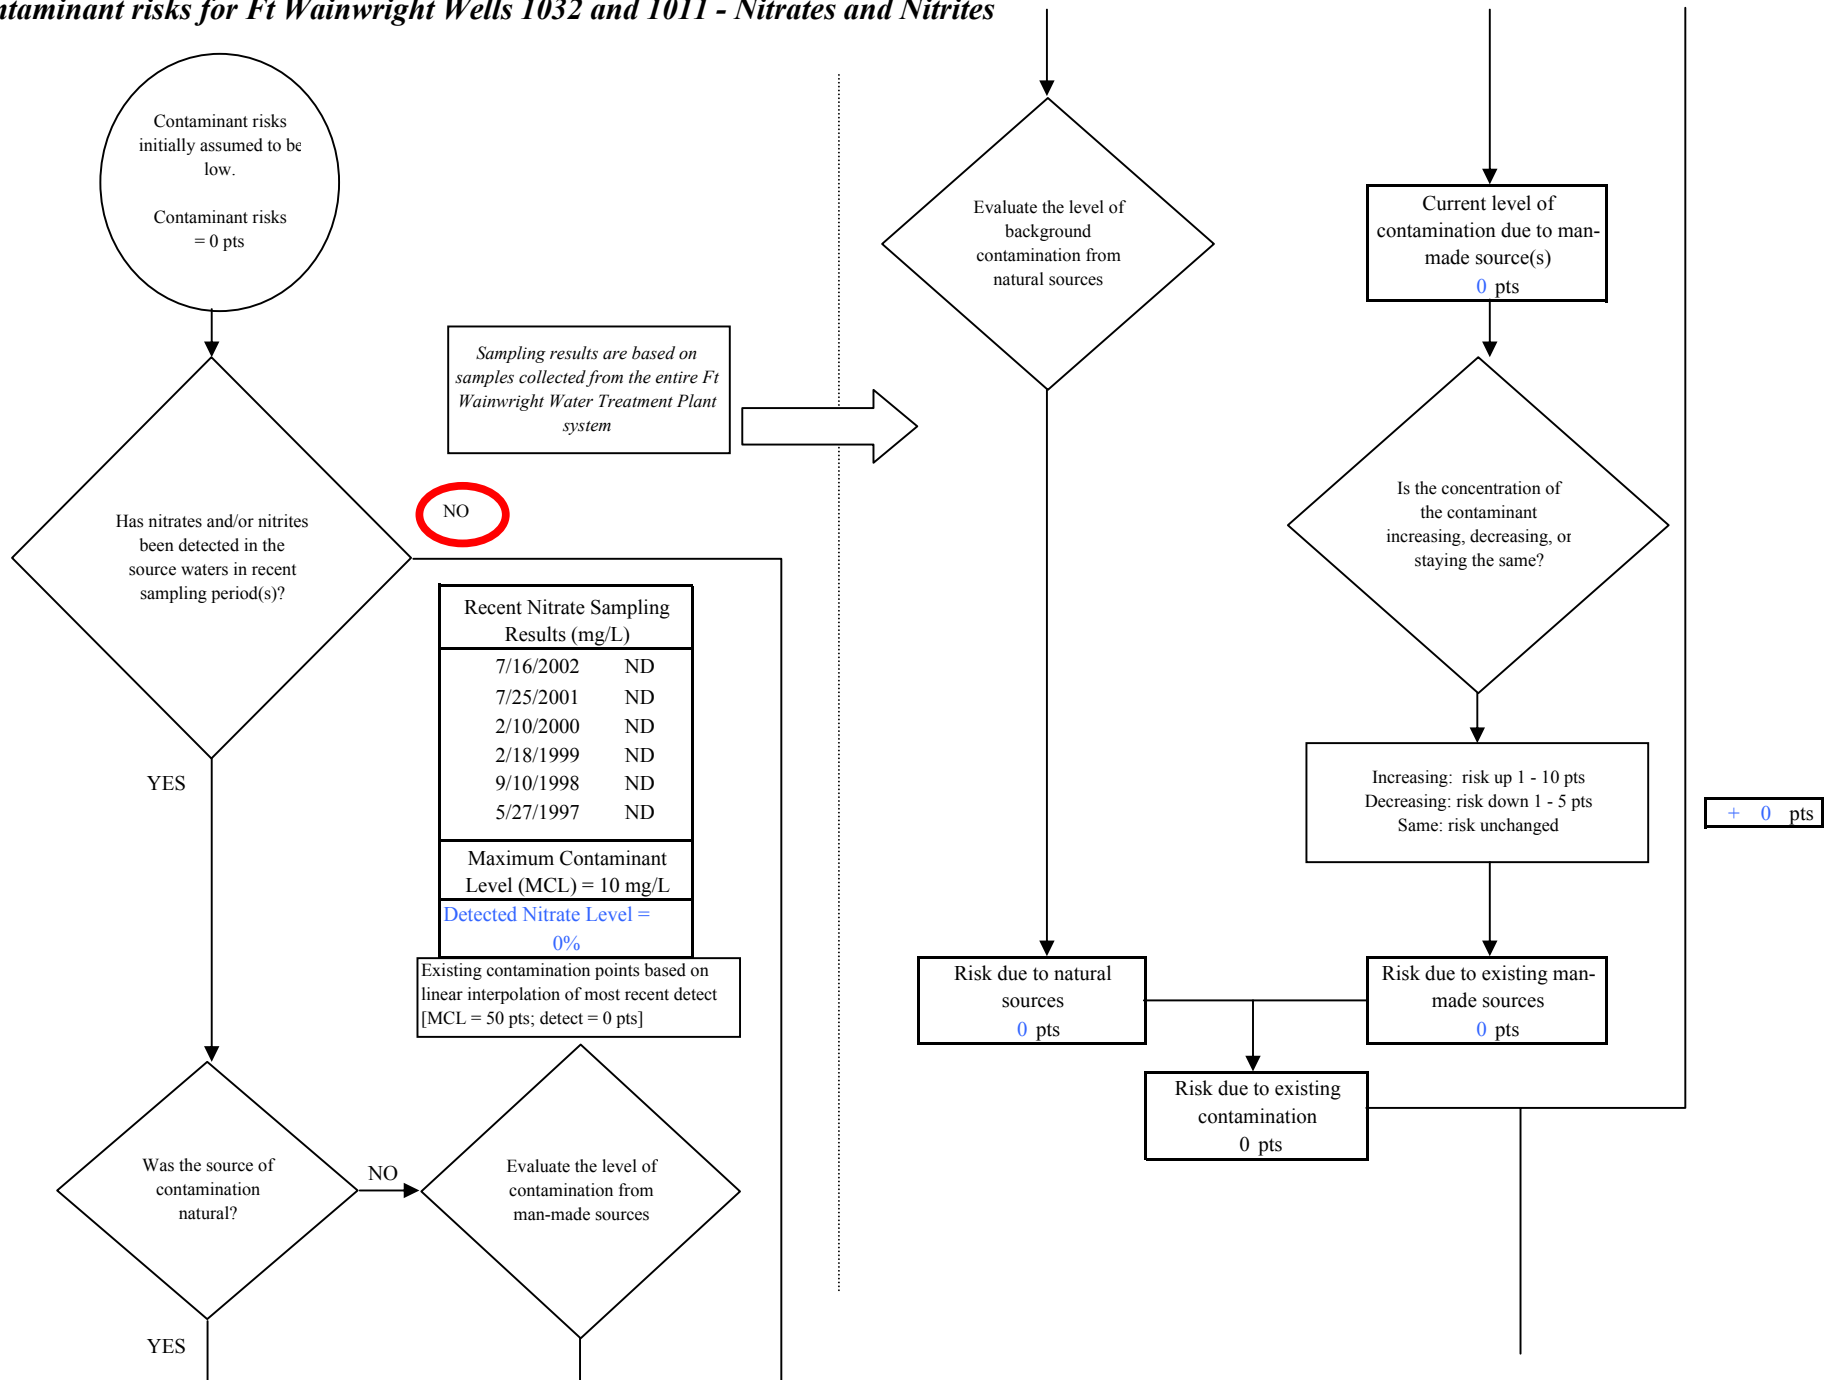 ntaminant risks for Ft Wainwright Wells 1032 and 1011 - Nitrates and Nitrites
Contaminant risks
initially assumed to be
low.
Contaminant risks
= 0 pts
Sampling results are based on
samples collected from the entire Ft
Wainwright Water Treatment Plant
system
Has nitrates and/or nitrites
been detected in the
source waters in recent
sampling period(s)?
NO
YES
Recent Nitrate Sampling
Results (mg/L)
7/16/2002 ND
7/25/2001 ND
2/10/2000 ND
2/18/1999 ND
9/10/1998 ND
5/27/1997 ND
Maximum Contaminant
Level (MCL) = 10 mg/L
Detected Nitrate Level =
0%
Existing contamination points based on
linear interpolation of most recent detect
[MCL = 50 pts; detect = 0 pts]
Was the source of
contamination
natural?
NO
YES
Evaluate the level of
contamination from
man-made sources
Evaluate the level of
background
contamination from
natural sources
Current level of
contamination due to man-
made source(s)
0 pts
Is the concentration of
the contaminant
increasing, decreasing, or
staying the same?
Increasing: risk up 1 - 10 pts
Decreasing: risk down 1 - 5 pts
Same: risk unchanged
+ 0 pts
Risk due to natural
sources
0 pts
Risk due to existing man-
made sources
0 pts
Risk due to existing
contamination
0 pts